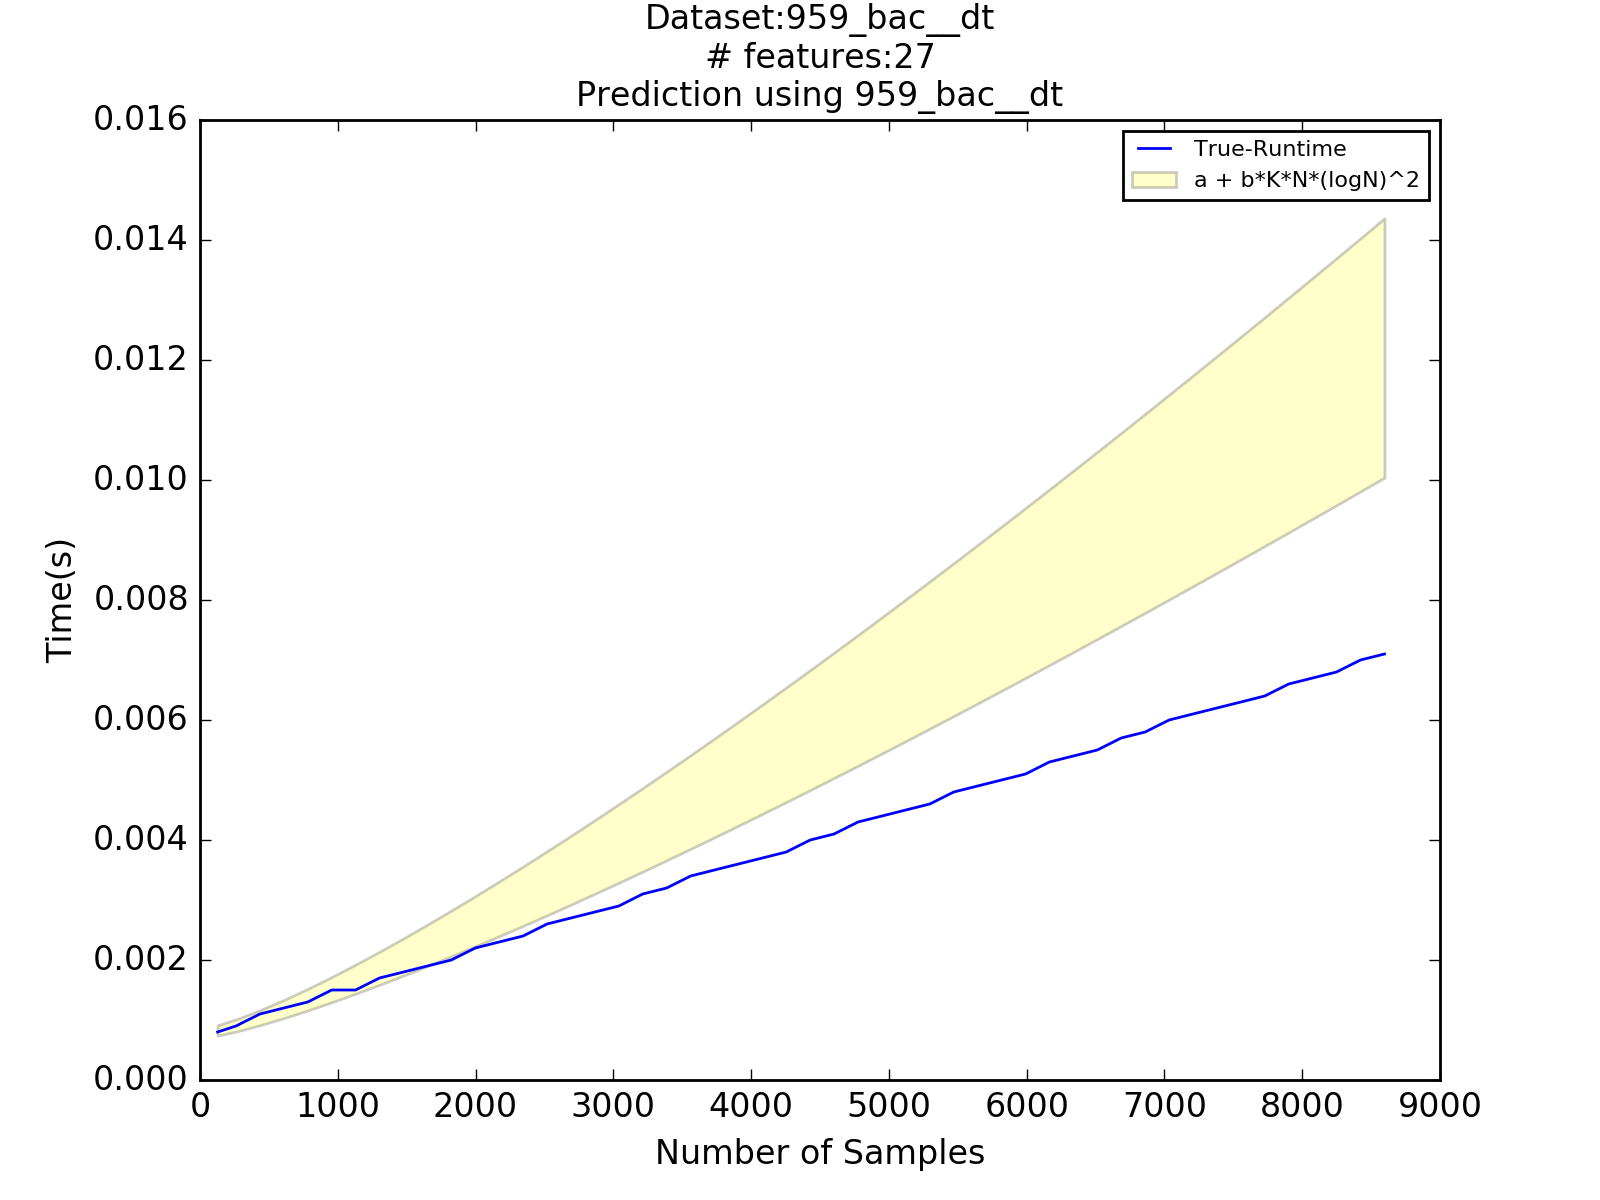 Dataset:959_bac__dt
# features:27
Prediction using 959_bac__dt
0.016
0.014
0.012
0.010
0.008
0.006
0.004
0.002
0.000
Time(s)
True-Runtime
a + b*K*N*(logN)^2
0 1000 2000 3000 4000 5000 6000 7000 8000 9000
Number of Samples